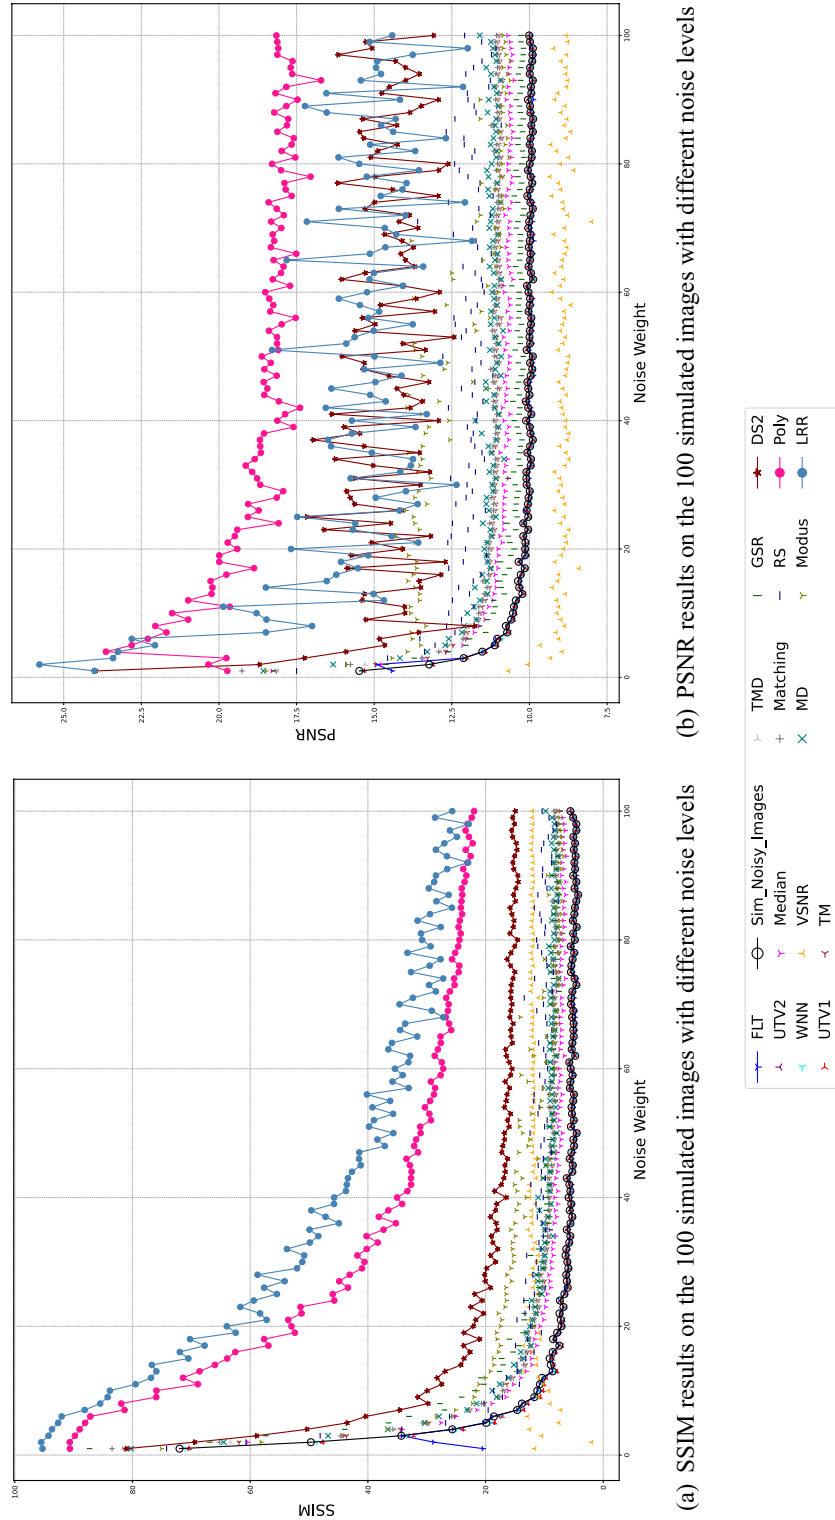 100
80
60
40
20
0
SSIM
0
20
40
60
80
100
Noise Weight
(a) SSIM results on the 100 simulated images with different noise levels
25.0
22.5
20.0
17.5
15.0
12.5
10.0
7.5
PSNR
0
20
40
60
80
100
Noise Weight
(b) PSNR results on the 100 simulated images with different noise levels
FLT Sim_Noisy_Images TMD GSR DS2
UTV2 Median Matching RS Poly
WNN VSNR MD Modus LRR
UTV1 TM